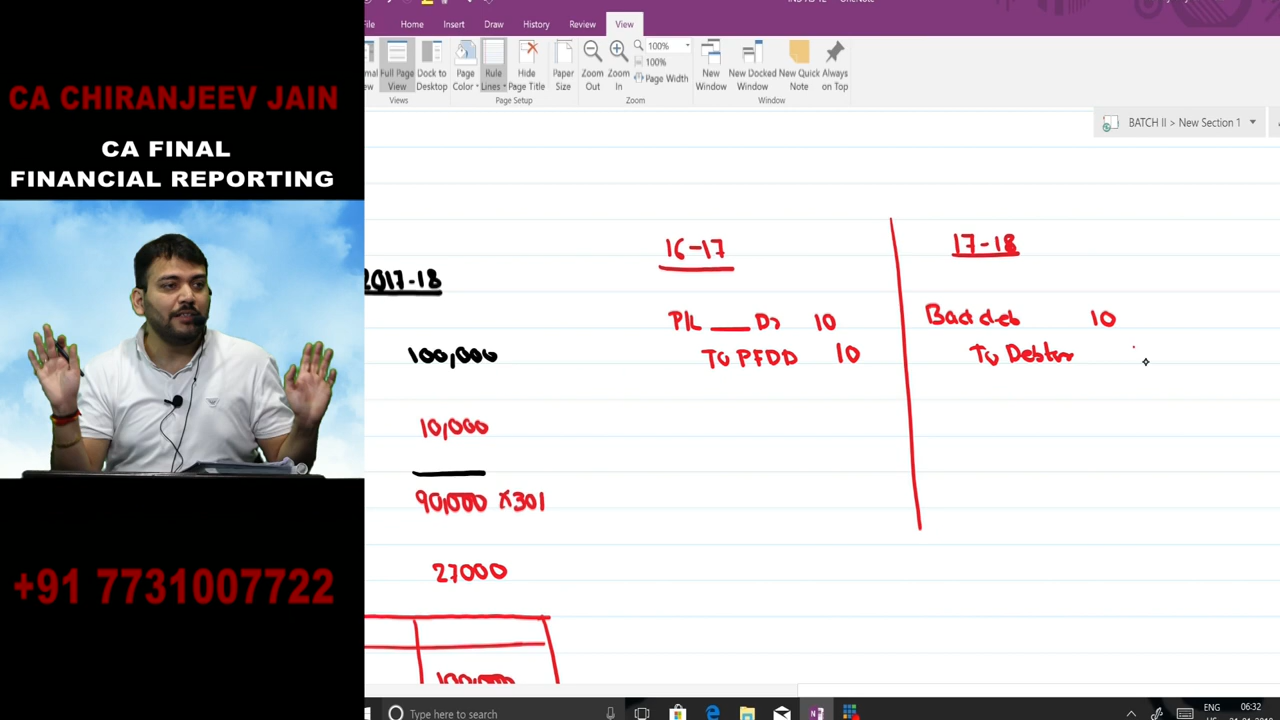 CA CHIRANJEEV JAIN
CA FINAL
FINANCIAL REPORTING
+91 7731007722
File Home Insert Draw History Review View
Full Page View
Dock to Desktop
Page Color
Rule Lines
Hide Page Title
Paper Size
Zoom Out
Zoom In
100%
100%
Page Width
New Window
New Docked Window
New Quick Note
Always on Top
Views
Page Setup
Zoom
Window
BATCH II > New Section 1
2017-18
100,000
10,000
90,000 x 30%
27000
100,000
16-17
P/L ___ Dr 10
To PFDD 10
17-18
Bad deb 10
To Debtor
Type here to search
ENG
06:32